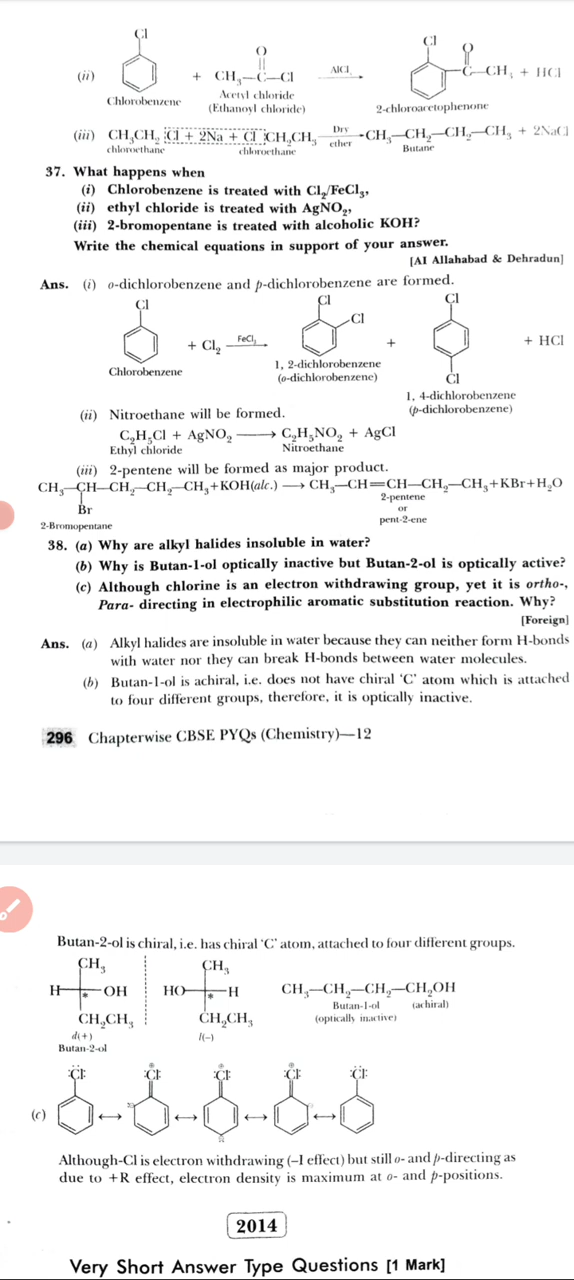 Cl
O
Cl
O
(ii) + CH3—C—Cl AlCl3 C—CH3 + HCl
Chlorobenzene Acetyl chloride
(Ethanoyl chloride) 2-chloroacetophenone
(iii) CH3CH2 Cl + 2Na + Cl CH2CH3 Dry ether CH3—CH2—CH2—CH3 + 2NaCl
chloroethane chloroethane Butane
37. What happens when
(i) Chlorobenzene is treated with Cl2/FeCl3,
(ii) ethyl chloride is treated with AgNO2,
(iii) 2-bromopentane is treated with alcoholic KOH?
Write the chemical equations in support of your answer.
[AI Allahabad & Dehradun]
Ans. (i) o-dichlorobenzene and p-dichlorobenzene are formed.
Cl Cl Cl
Cl
+ Cl2 FeCl3 + + HCl
Chlorobenzene 1, 2-dichlorobenzene
(o-dichlorobenzene) Cl
1, 4-dichlorobenzene
(p-dichlorobenzene)
(ii) Nitroethane will be formed.
C2H5Cl + AgNO2 ⟶ C2H5NO2 + AgCl
Ethyl chloride Nitroethane
(iii) 2-pentene will be formed as major product.
CH3—CH—CH2—CH2—CH3+KOH(alc.) ⟶ CH3—CH=CH—CH2—CH3+KBr+H2O
Br 2-pentene
or
2-Bromopentane pent-2-ene
38. (a) Why are alkyl halides insoluble in water?
(b) Why is Butan-1-ol optically inactive but Butan-2-ol is optically active?
(c) Although chlorine is an electron withdrawing group, yet it is ortho-,
Para- directing in electrophilic aromatic substitution reaction. Why?
[Foreign]
Ans. (a) Alkyl halides are insoluble in water because they can neither form H-bonds
with water nor they can break H-bonds between water molecules.
(b) Butan-1-ol is achiral, i.e. does not have chiral 'C' atom which is attached
to four different groups, therefore, it is optically inactive.
296 Chapterwise CBSE PYQs (Chemistry)—12
Butan-2-ol is chiral, i.e. has chiral 'C' atom, attached to four different groups.
CH3 CH3
H * OH HO * H CH3—CH2—CH2—CH2OH
CH2CH3 CH2CH3 Butan-1-ol (achiral)
d(+) l(–) (optically inactive)
Butan-2-ol
:Cl: ⊕ :Cl ⊕ :Cl ⊕ :Cl :Cl:
(c) ↔ ↔ ↔ ↔
Although-Cl is electron withdrawing (–I effect) but still o- and p-directing as
due to +R effect, electron density is maximum at o- and p-positions.
2014
Very Short Answer Type Questions [1 Mark]